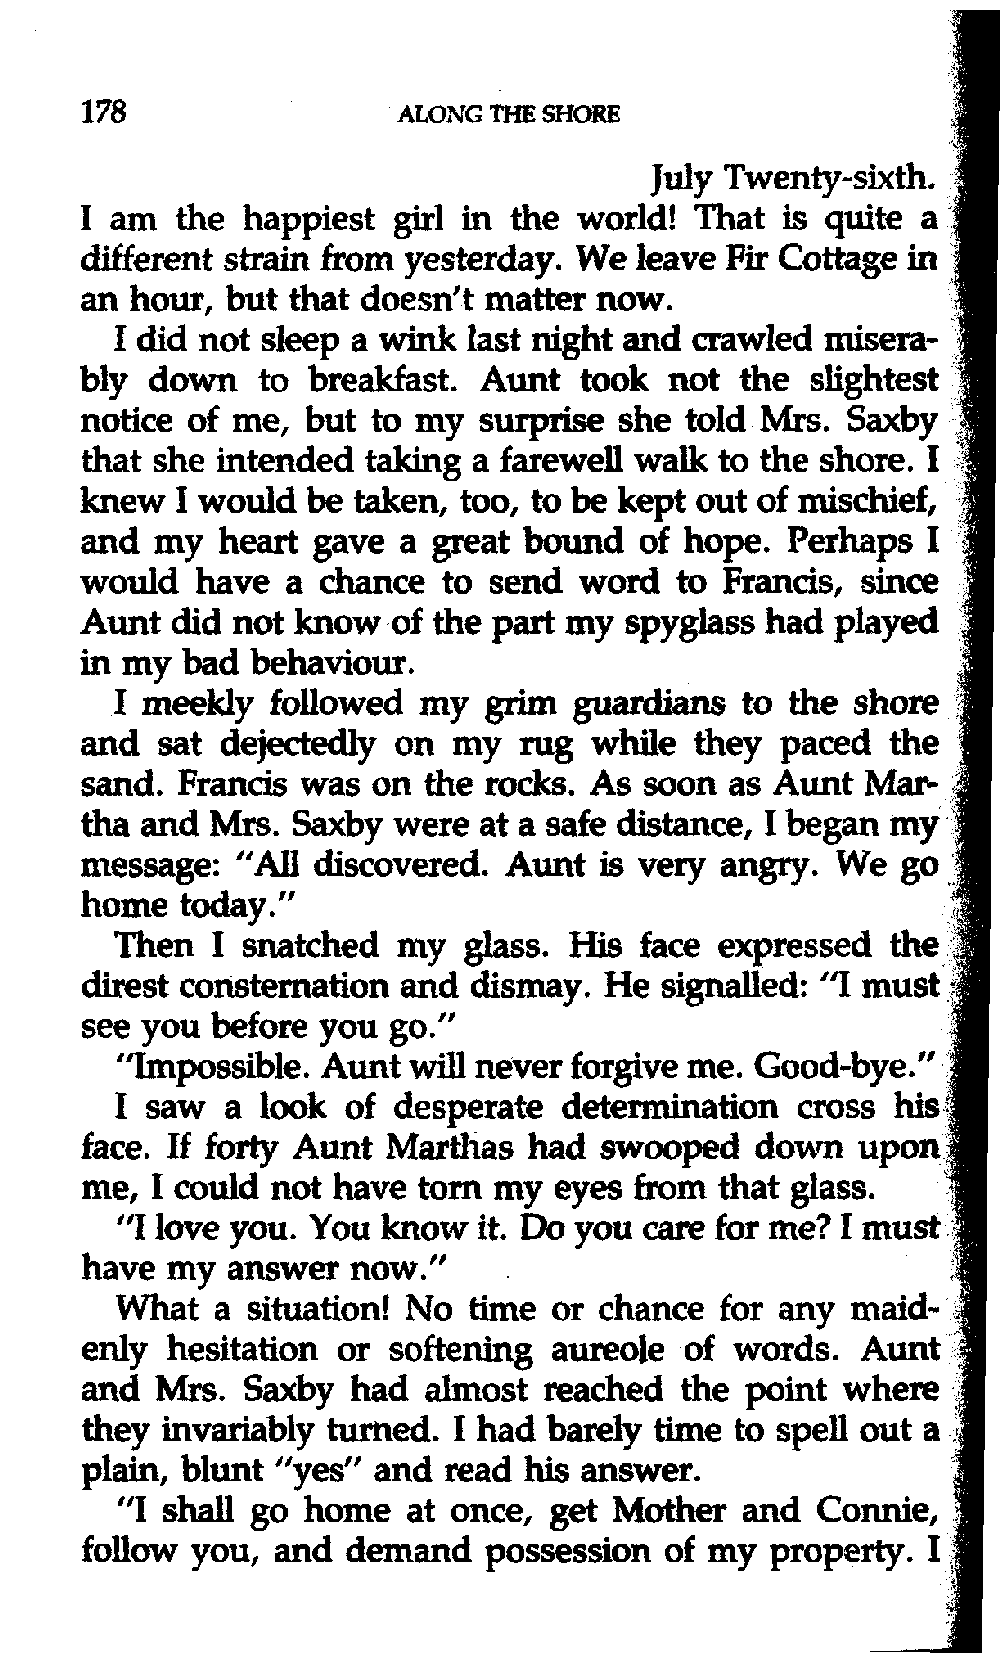 178 ALONG THE SHORE
July Twenty-sixth.
I am the happiest girl in the world! That is quite a
different strain from yesterday. We leave Fir Cottage in
an hour, but that doesn't matter now.
I did not sleep a wink last night and crawled misera-
bly down to breakfast. Aunt took not the slightest
notice of me, but to my surprise she told Mrs. Saxby
that she intended taking a farewell walk to the shore. I
knew I would be taken, too, to be kept out of mischief,
and my heart gave a great bound of hope. Perhaps I
would have a chance to send word to Francis, since
Aunt did not know of the part my spyglass had played
in my bad behaviour.
I meekly followed my grim guardians to the shore
and sat dejectedly on my rug while they paced the
sand. Francis was on the rocks. As soon as Aunt Mar-
tha and Mrs. Saxby were at a safe distance, I began my
message: "All discovered. Aunt is very angry. We go
home today."
Then I snatched my glass. His face expressed the
direst consternation and dismay. He signalled: "I must
see you before you go."
"Impossible. Aunt will never forgive me. Good-bye."
I saw a look of desperate determination cross his
face. If forty Aunt Marthas had swooped down upon
me, I could not have torn my eyes from that glass.
"I love you. You know it. Do you care for me? I must
have my answer now."
What a situation! No time or chance for any maid-
enly hesitation or softening aureole of words. Aunt
and Mrs. Saxby had almost reached the point where
they invariably turned. I had barely time to spell out a
plain, blunt "yes" and read his answer.
"I shall go home at once, get Mother and Connie,
follow you, and demand possession of my property. I